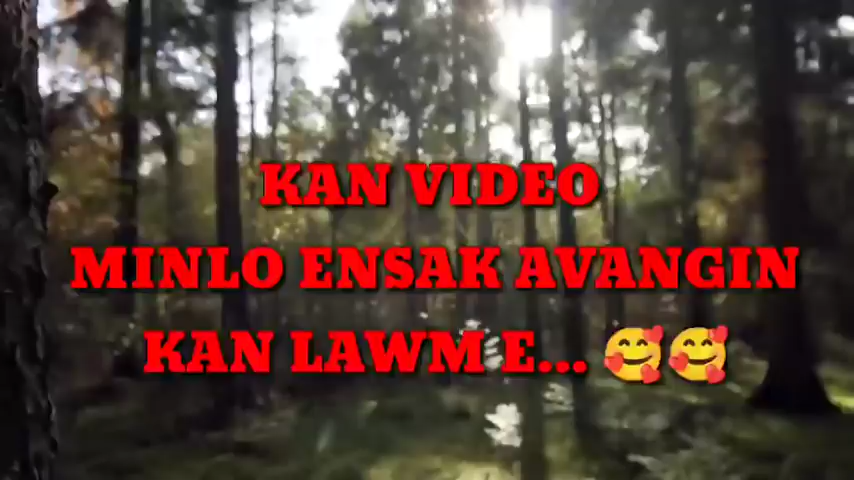 KAN VIDEO
MINLO ENSAK AVANGIN
KAN LAWM E... 🥰🥰